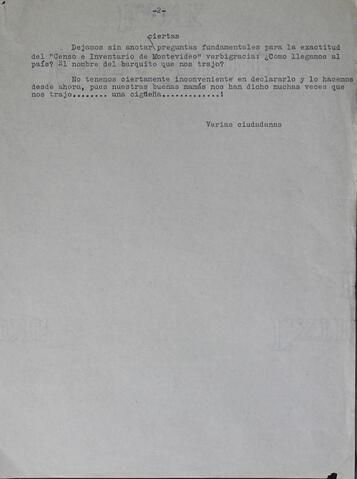 -2-
ciertas
Dejamos sin anotar preguntas fundamentales para la exactitud
del "Censo e Inventario de Montevideo" verbigracia: ¿Como llegamos al
país? El nombre del barquito que nos trajo?
No tenemos ciertamente inconveniente en declararlo y lo hacemos
desde ahora, pues nuestras buenas mamás nos han dicho muchas veces que
nos trajo........ una cigüeña.............!
Varias ciudadanas